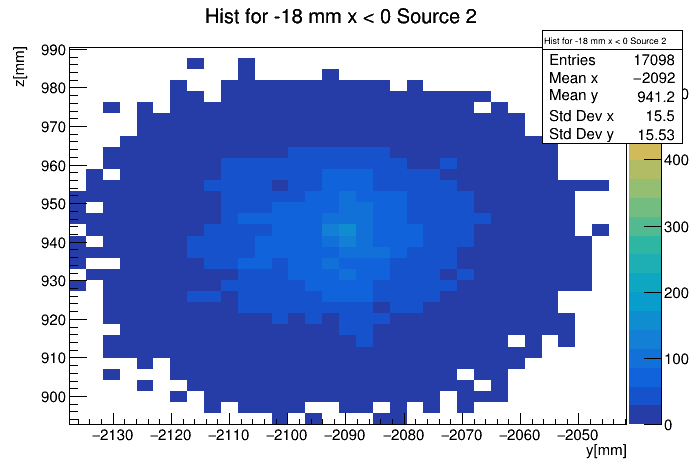 Hist for -18 mm x < 0 Source 2
z[mm]
990
980
970
960
950
940
930
920
910
900
−2130 −2120 −2110 −2100 −2090 −2080 −2070 −2060 −2050
y[mm]
Hist for -18 mm x < 0 Source 2
Entries 17098
Mean x −2092
Mean y 941.2
Std Dev x 15.5
Std Dev y 15.53
0
400
300
200
100
0